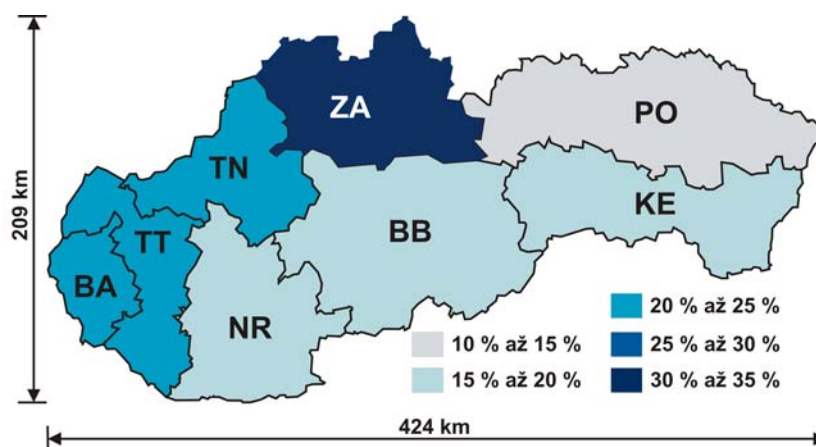 209 km
ZA
PO
TN
KE
TT
BB
BA
NR
10 % až 15 %
15 % až 20 %
20 % až 25 %
25 % až 30 %
30 % až 35 %
424 km